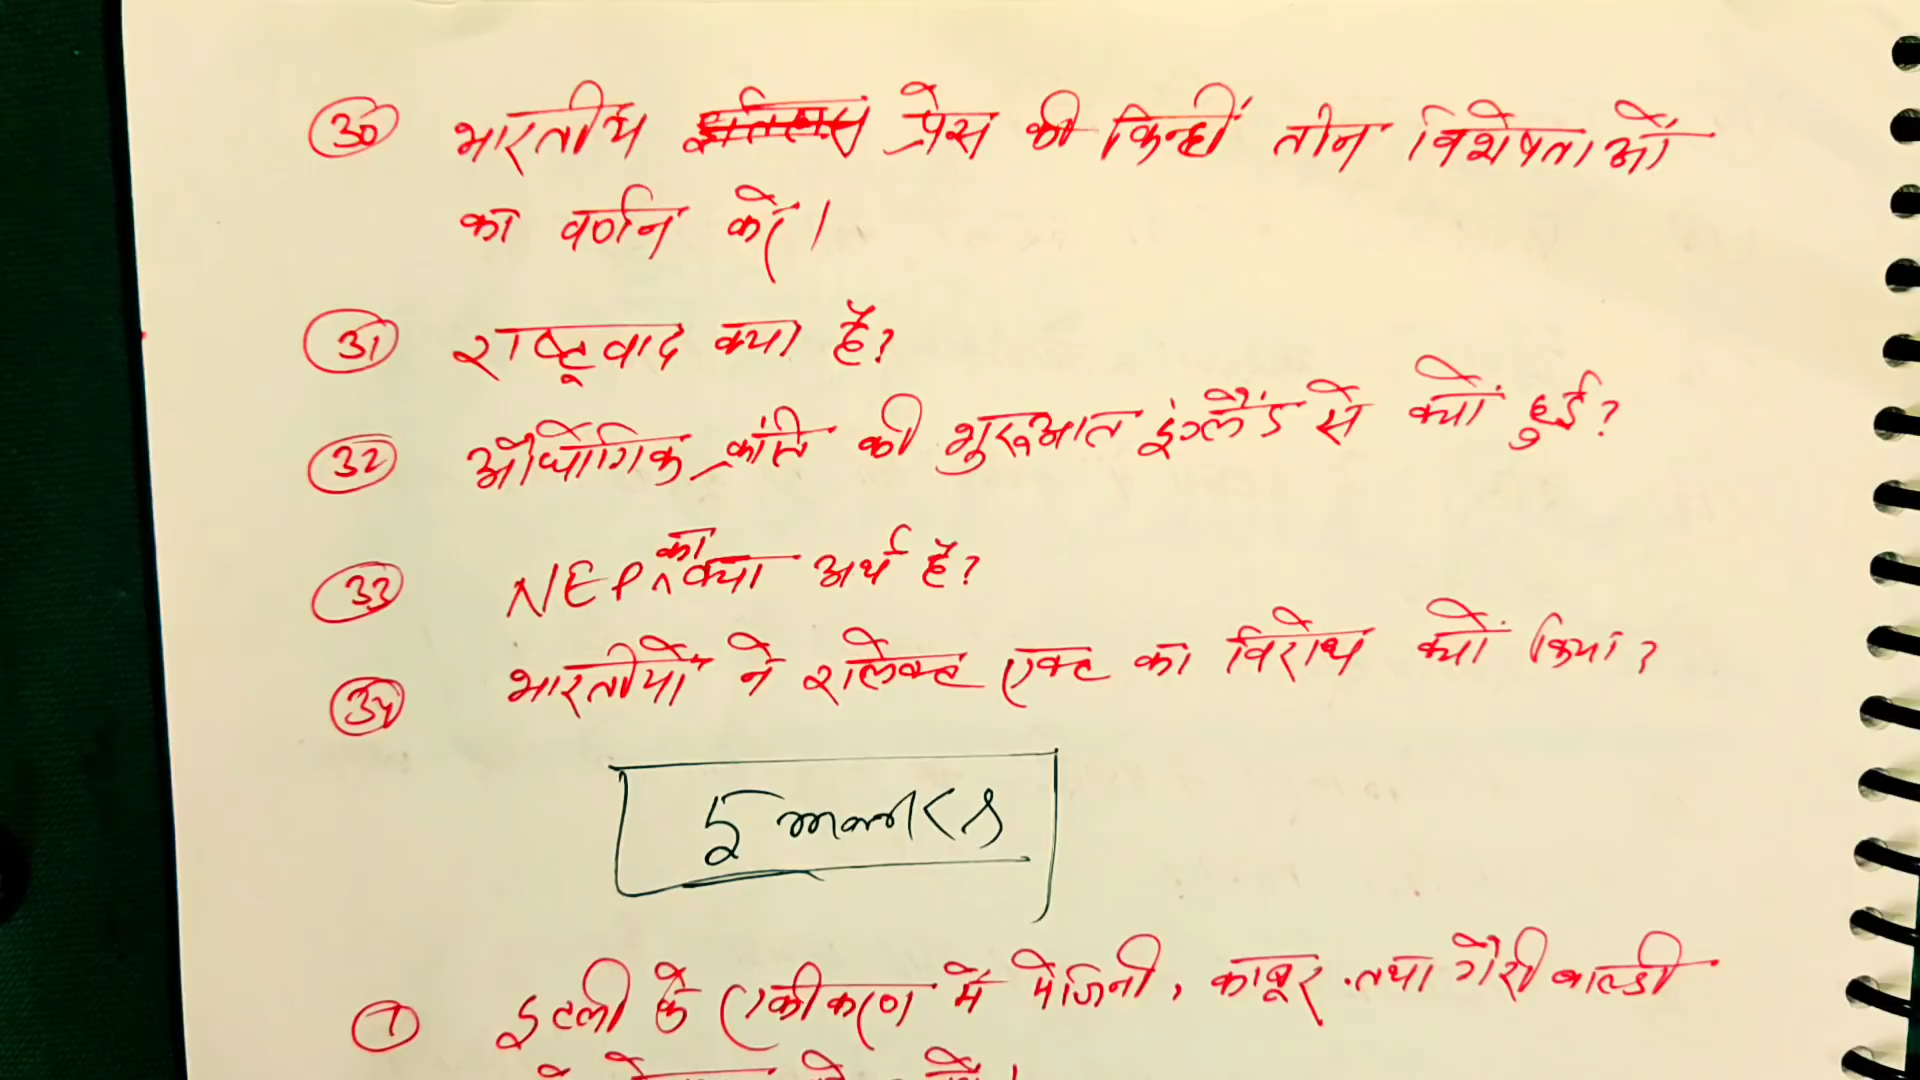 30 भारतीय प्रेस की किन्हीं तीन विशेषताओं
का वर्णन करें।
31 राष्ट्रवाद क्या है?
32 औद्योगिक क्रांति की शुरूआत इंग्लैंड से क्यों हुई?
33 NEP का क्या अर्थ है?
34 भारतीयों ने रालेक्ट एक्ट का विरोध क्यों किया?
5 marks
1 इटली के एकीकरण में मेजिनी, काबूर तथा गैरीबाल्डी